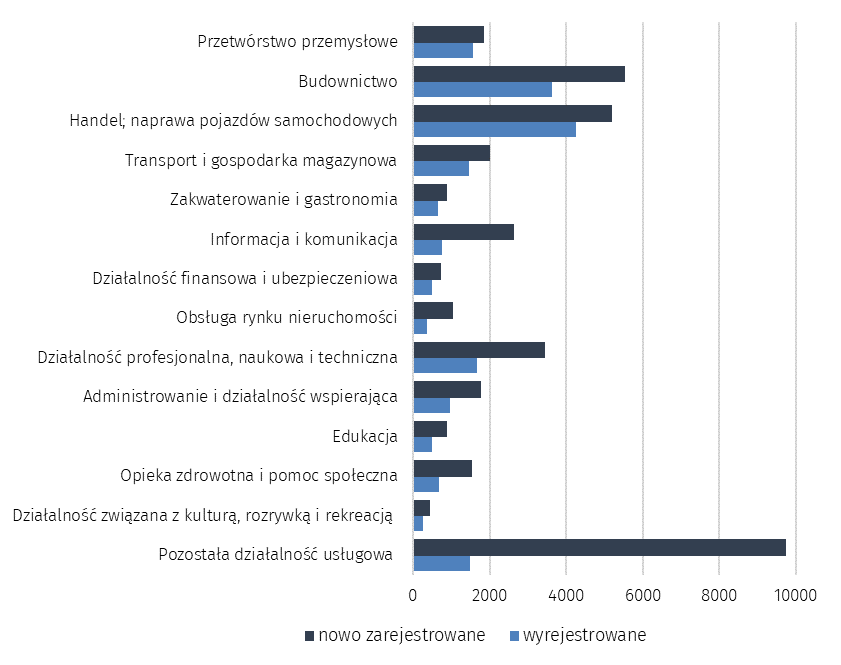 Przetwórstwo przemysłowe
Budownictwo
Handel; naprawa pojazdów samochodowych
Transport i gospodarka magazynowa
Zakwaterowanie i gastronomia
Informacja i komunikacja
Działalność finansowa i ubezpieczeniowa
Obsługa rynku nieruchomości
Działalność profesjonalna, naukowa i techniczna
Administrowanie i działalność wspierająca
Edukacja
Opieka zdrowotna i pomoc społeczna
Działalność związana z kulturą, rozrywką i rekreacją
Pozostała działalność usługowa
0 2000 4000 6000 8000 10000
nowo zarejestrowane wyrejestrowane